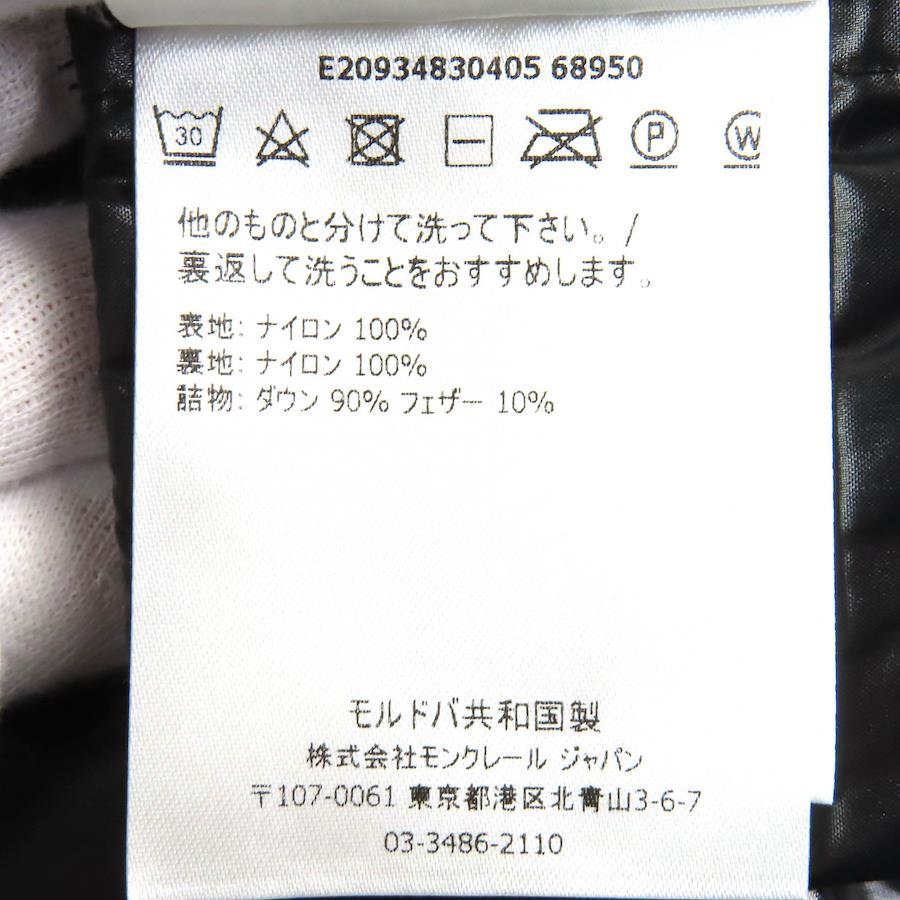 E20934830405 68950
30 P W
他のものと分けて洗って下さい。/
裏返して洗うことをおすすめします。
表地: ナイロン 100%
裏地: ナイロン 100%
詰物: ダウン 90% フェザー 10%
モルドバ共和国製
株式会社モンクレール ジャパン
〒107-0061 東京都港区北青山3-6-7
03-3486-2110